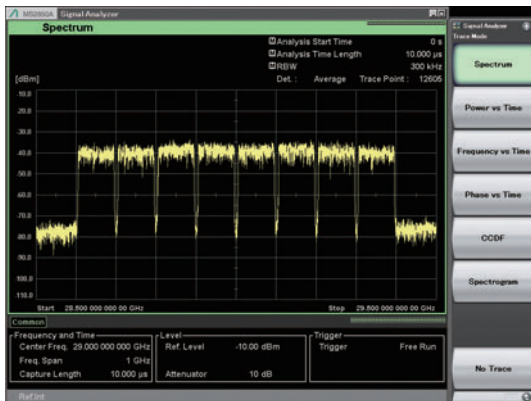 MS2850A Signal Analyzer
Spectrum
Analysis Start Time 0 s
Analysis Time Length 10.000 µs
RBW 300 kHz
Det. : Average Trace Point : 12605
[dBm]
-10.0
-20.0
-30.0
-40.0
-50.0
-60.0
-70.0
-80.0
-90.0
-100.0
-110.0
Start 28.500 000 000 00 GHz Stop 29.500 000 000 00 GHz
Common
Frequency and Time
Center Freq. 29.000 000 000 GHz
Freq. Span 1 GHz
Capture Length 10.000 µs
Level
Ref. Level -10.00 dBm
Attenuator 10 dB
Trigger
Trigger Free Run
Ref.Int
Signal Analyzer
Trace Mode
Spectrum
Power vs Time
Frequency vs Time
Phase vs Time
CCDF
Spectrogram
No Trace